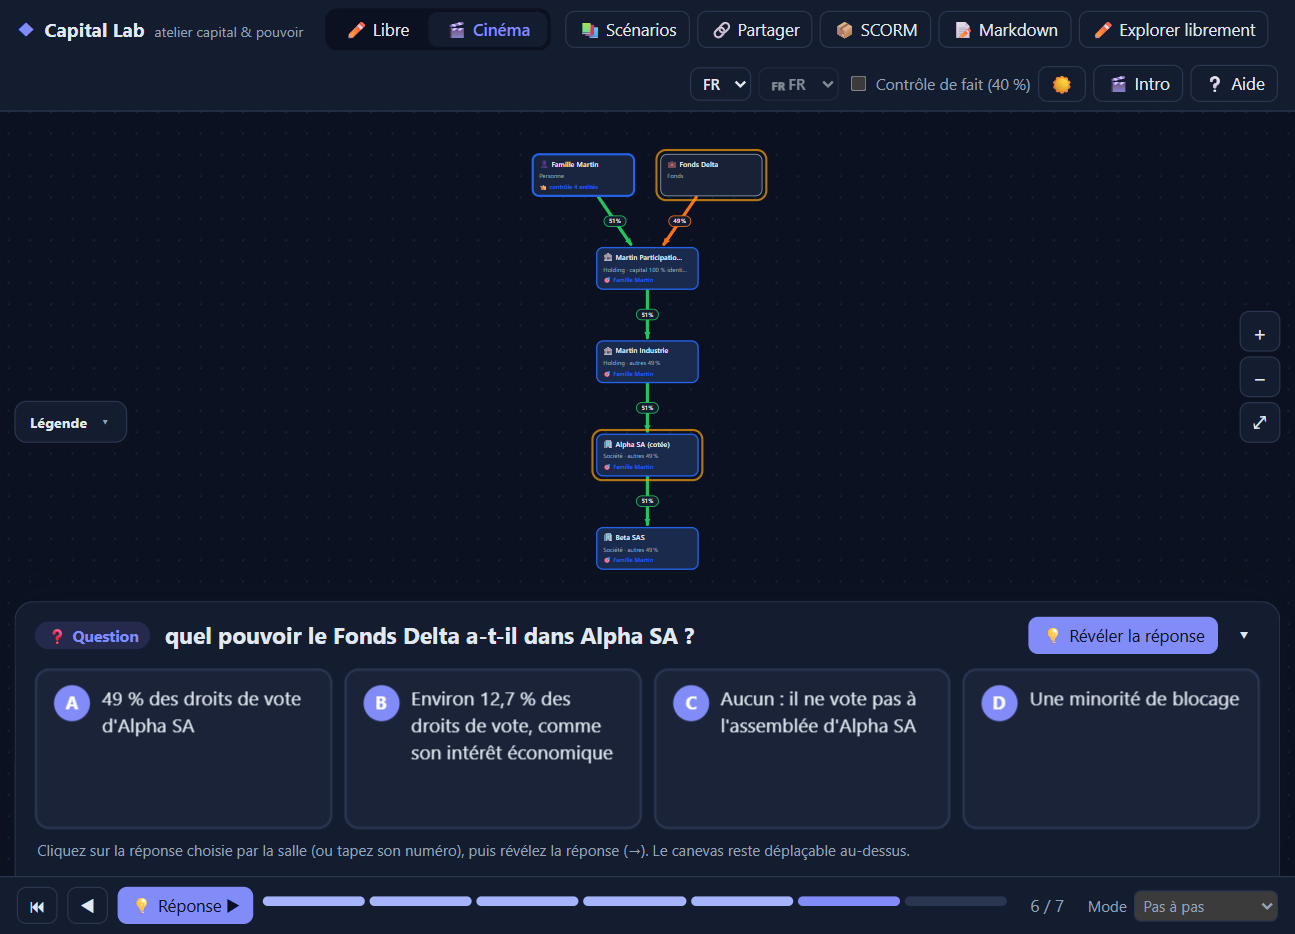 Capital Lab atelier capital & pouvoir Libre Cinéma Scénarios Partager SCORM Markdown Explorer librement
FR FR FR Contrôle de fait (40 %) Intro ? Aide
Famille Martin
Personne
contrôle 4 entités
Fonds Delta
Fonds
51%
49%
Martin Participatio...
Holding · capital 100 % identi...
Famille Martin
51%
Martin Industrie
Holding · autres 49%
Famille Martin
51%
Alpha SA (cotée)
Société · autres 49%
Famille Martin
51%
Beta SAS
Société · autres 49%
Famille Martin
Légende
+
−
? Question quel pouvoir le Fonds Delta a-t-il dans Alpha SA ? Révéler la réponse
A 49 % des droits de vote
d'Alpha SA
B Environ 12,7 % des
droits de vote, comme
son intérêt économique
C Aucun : il ne vote pas à
l'assemblée d'Alpha SA
D Une minorité de blocage
Cliquez sur la réponse choisie par la salle (ou tapez son numéro), puis révélez la réponse (→). Le canevas reste déplaçable au-dessus.
Réponse 6 / 7 Mode Pas à pas